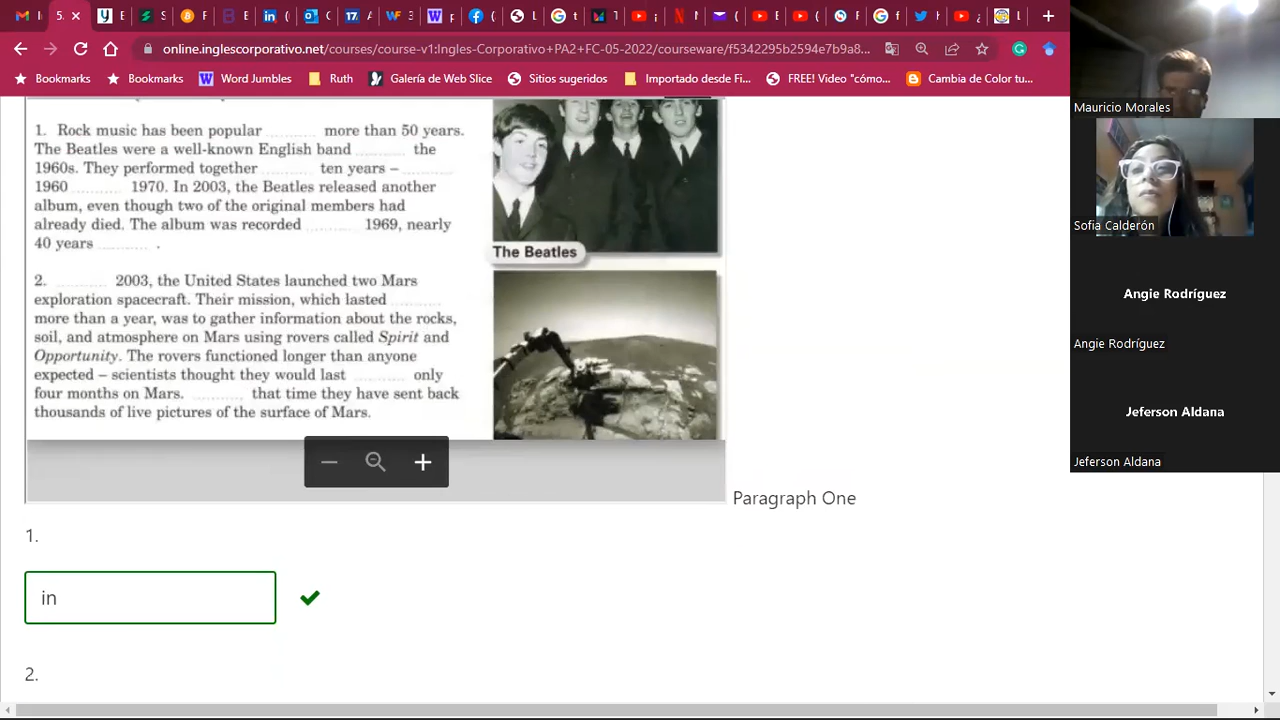 5.
online.inglescorporativo.net/courses/course-v1:Ingles-Corporativo+PA2+FC-05-2022/courseware/f5342295b2594e7b9a8...
Bookmarks Bookmarks Word Jumbles Ruth Galería de Web Slice Sitios sugeridos Importado desde Fi... FREE! Video "cómo... Cambia de Color tu...
1. Rock music has been popular .......... more than 50 years.
The Beatles were a well-known English band .......... the
1960s. They performed together .......... ten years – ..........
1960 .......... 1970. In 2003, the Beatles released another
album, even though two of the original members had
already died. The album was recorded .......... 1969, nearly
40 years .......... .
The Beatles
2. .......... 2003, the United States launched two Mars
exploration spacecraft. Their mission, which lasted ..........
more than a year, was to gather information about the rocks,
soil, and atmosphere on Mars using rovers called Spirit and
Opportunity. The rovers functioned longer than anyone
expected – scientists thought they would last .......... only
four months on Mars. .......... that time they have sent back
thousands of live pictures of the surface of Mars.
Paragraph One
1.
in
2.
Mauricio Morales
Sofía Calderón
Angie Rodríguez
Angie Rodríguez
Jeferson Aldana
Jeferson Aldana